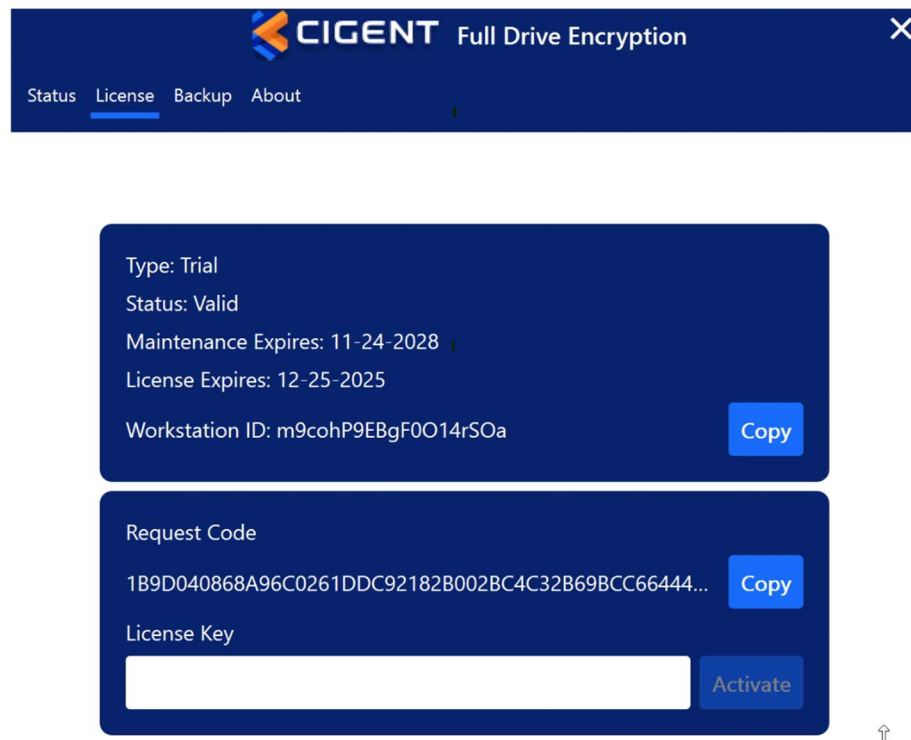 CIGENT Full Drive Encryption
Status License Backup About
Type: Trial
Status: Valid
Maintenance Expires: 11-24-2028
License Expires: 12-25-2025
Workstation ID: m9cohP9EBgF0O14rSOa
Copy
Request Code
1B9D040868A96C0261DDC92182B002BC4C32B69BCC66444...
Copy
License Key
Activate